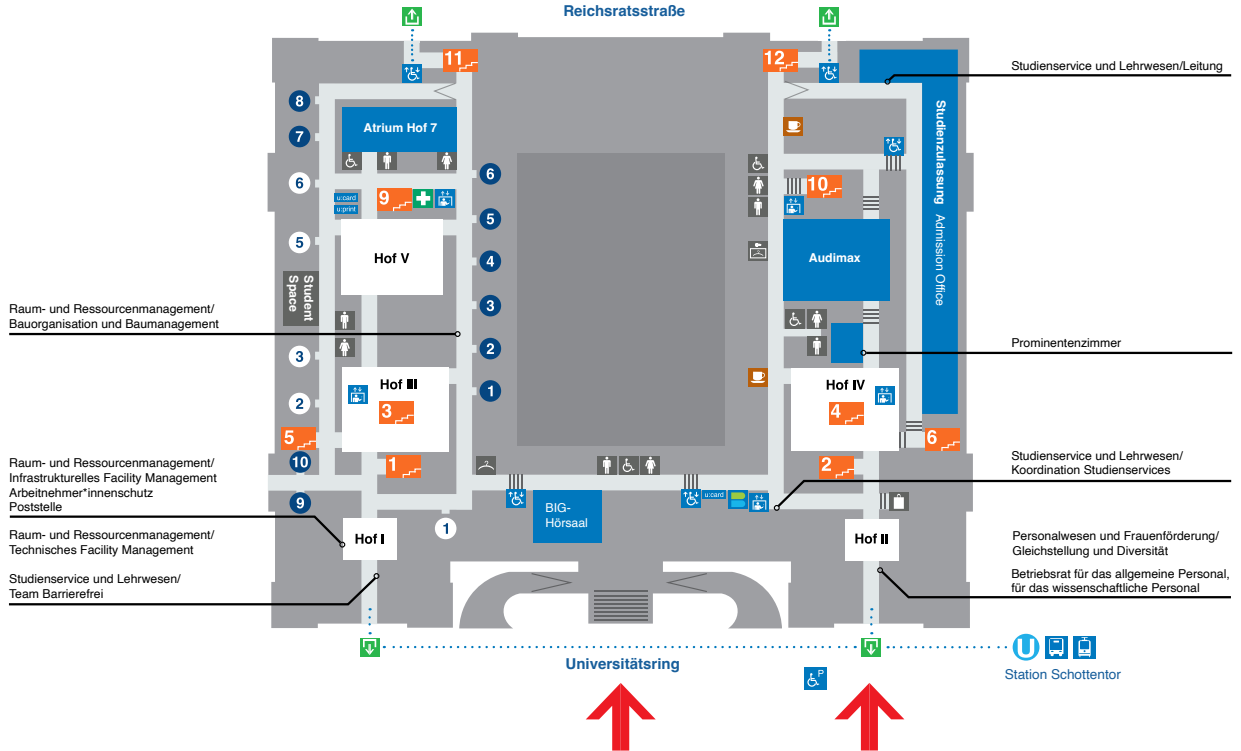 Reichsratsstraße
11
12
Studienservice und Lehrwesen/Leitung
8
7
Atrium Hof 7
Studienzulassung Admission Office
6
u:card
u:print
9
6
10
5
5
Hof V
4
Audimax
Student
Space
Raum- und Ressourcenmanagement/
Bauorganisation und Baumanagement
3
3
2
Prominentenzimmer
2
Hof III
3
1
Hof IV
4
5
6
10
1
2
Raum- und Ressourcenmanagement/
Infrastrukturelles Facility Management
Arbeitnehmer*innenschutz
Poststelle
Studienservice und Lehrwesen/
Koordination Studienservices
9
u:card
BIG-
Hörsaal
1
Raum- und Ressourcenmanagement/
Technisches Facility Management
Hof I
Hof II
Personalwesen und Frauenförderung/
Gleichstellung und Diversität
Studienservice und Lehrwesen/
Team Barrierefrei
Betriebsrat für das allgemeine Personal,
für das wissenschaftliche Personal
Universitätsring
U
P
Station Schottentor